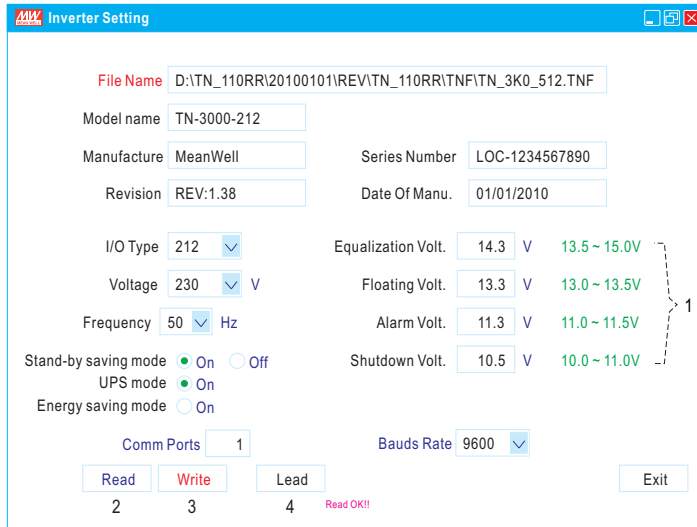 MW MEAN WELL Inverter Setting
File Name D:\TN_110RR\20100101\REV\TN_110RR\TNF\TN_3K0_512.TNF
Model name TN-3000-212
Manufacture MeanWell Series Number LOC-1234567890
Revision REV:1.38 Date Of Manu. 01/01/2010
I/O Type 212 Equalization Volt. 14.3 V 13.5 ~ 15.0V
Voltage 230 V Floating Volt. 13.3 V 13.0 ~ 13.5V
1
Frequency 50 Hz Alarm Volt. 11.3 V 11.0 ~ 11.5V
Stand-by saving mode On Off Shutdown Volt. 10.5 V 10.0 ~ 11.0V
UPS mode On
Energy saving mode On
Comm Ports 1 Bauds Rate 9600
Read Write Lead Exit
2 3 4 Read OK!!